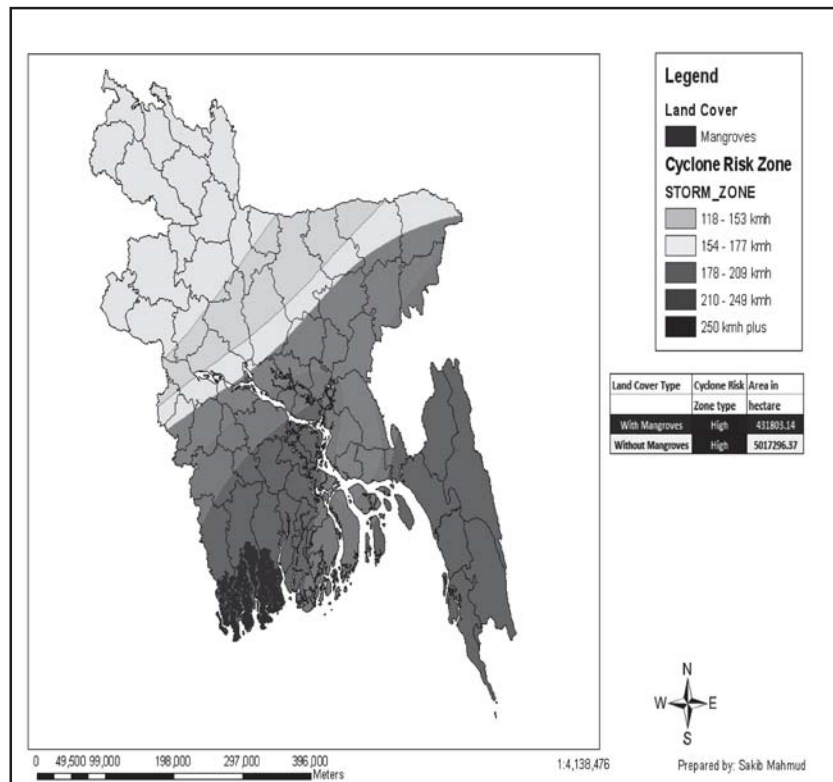 Legend
Land Cover
Mangroves
Cyclone Risk Zone
STORM_ZONE
118 - 153 kmh
154 - 177 kmh
178 - 209 kmh
210 - 249 kmh
250 kmh plus
Land Cover Type Cyclone Risk Area in
Zone type hectare
With Mangroves High 431803.14
Without Mangroves High 5017296.37
N
W E
S
0 49,500 99,000 198,000 297,000 396,000
Meters
1:4,138,476
Prepared by: Sakib Mahmud